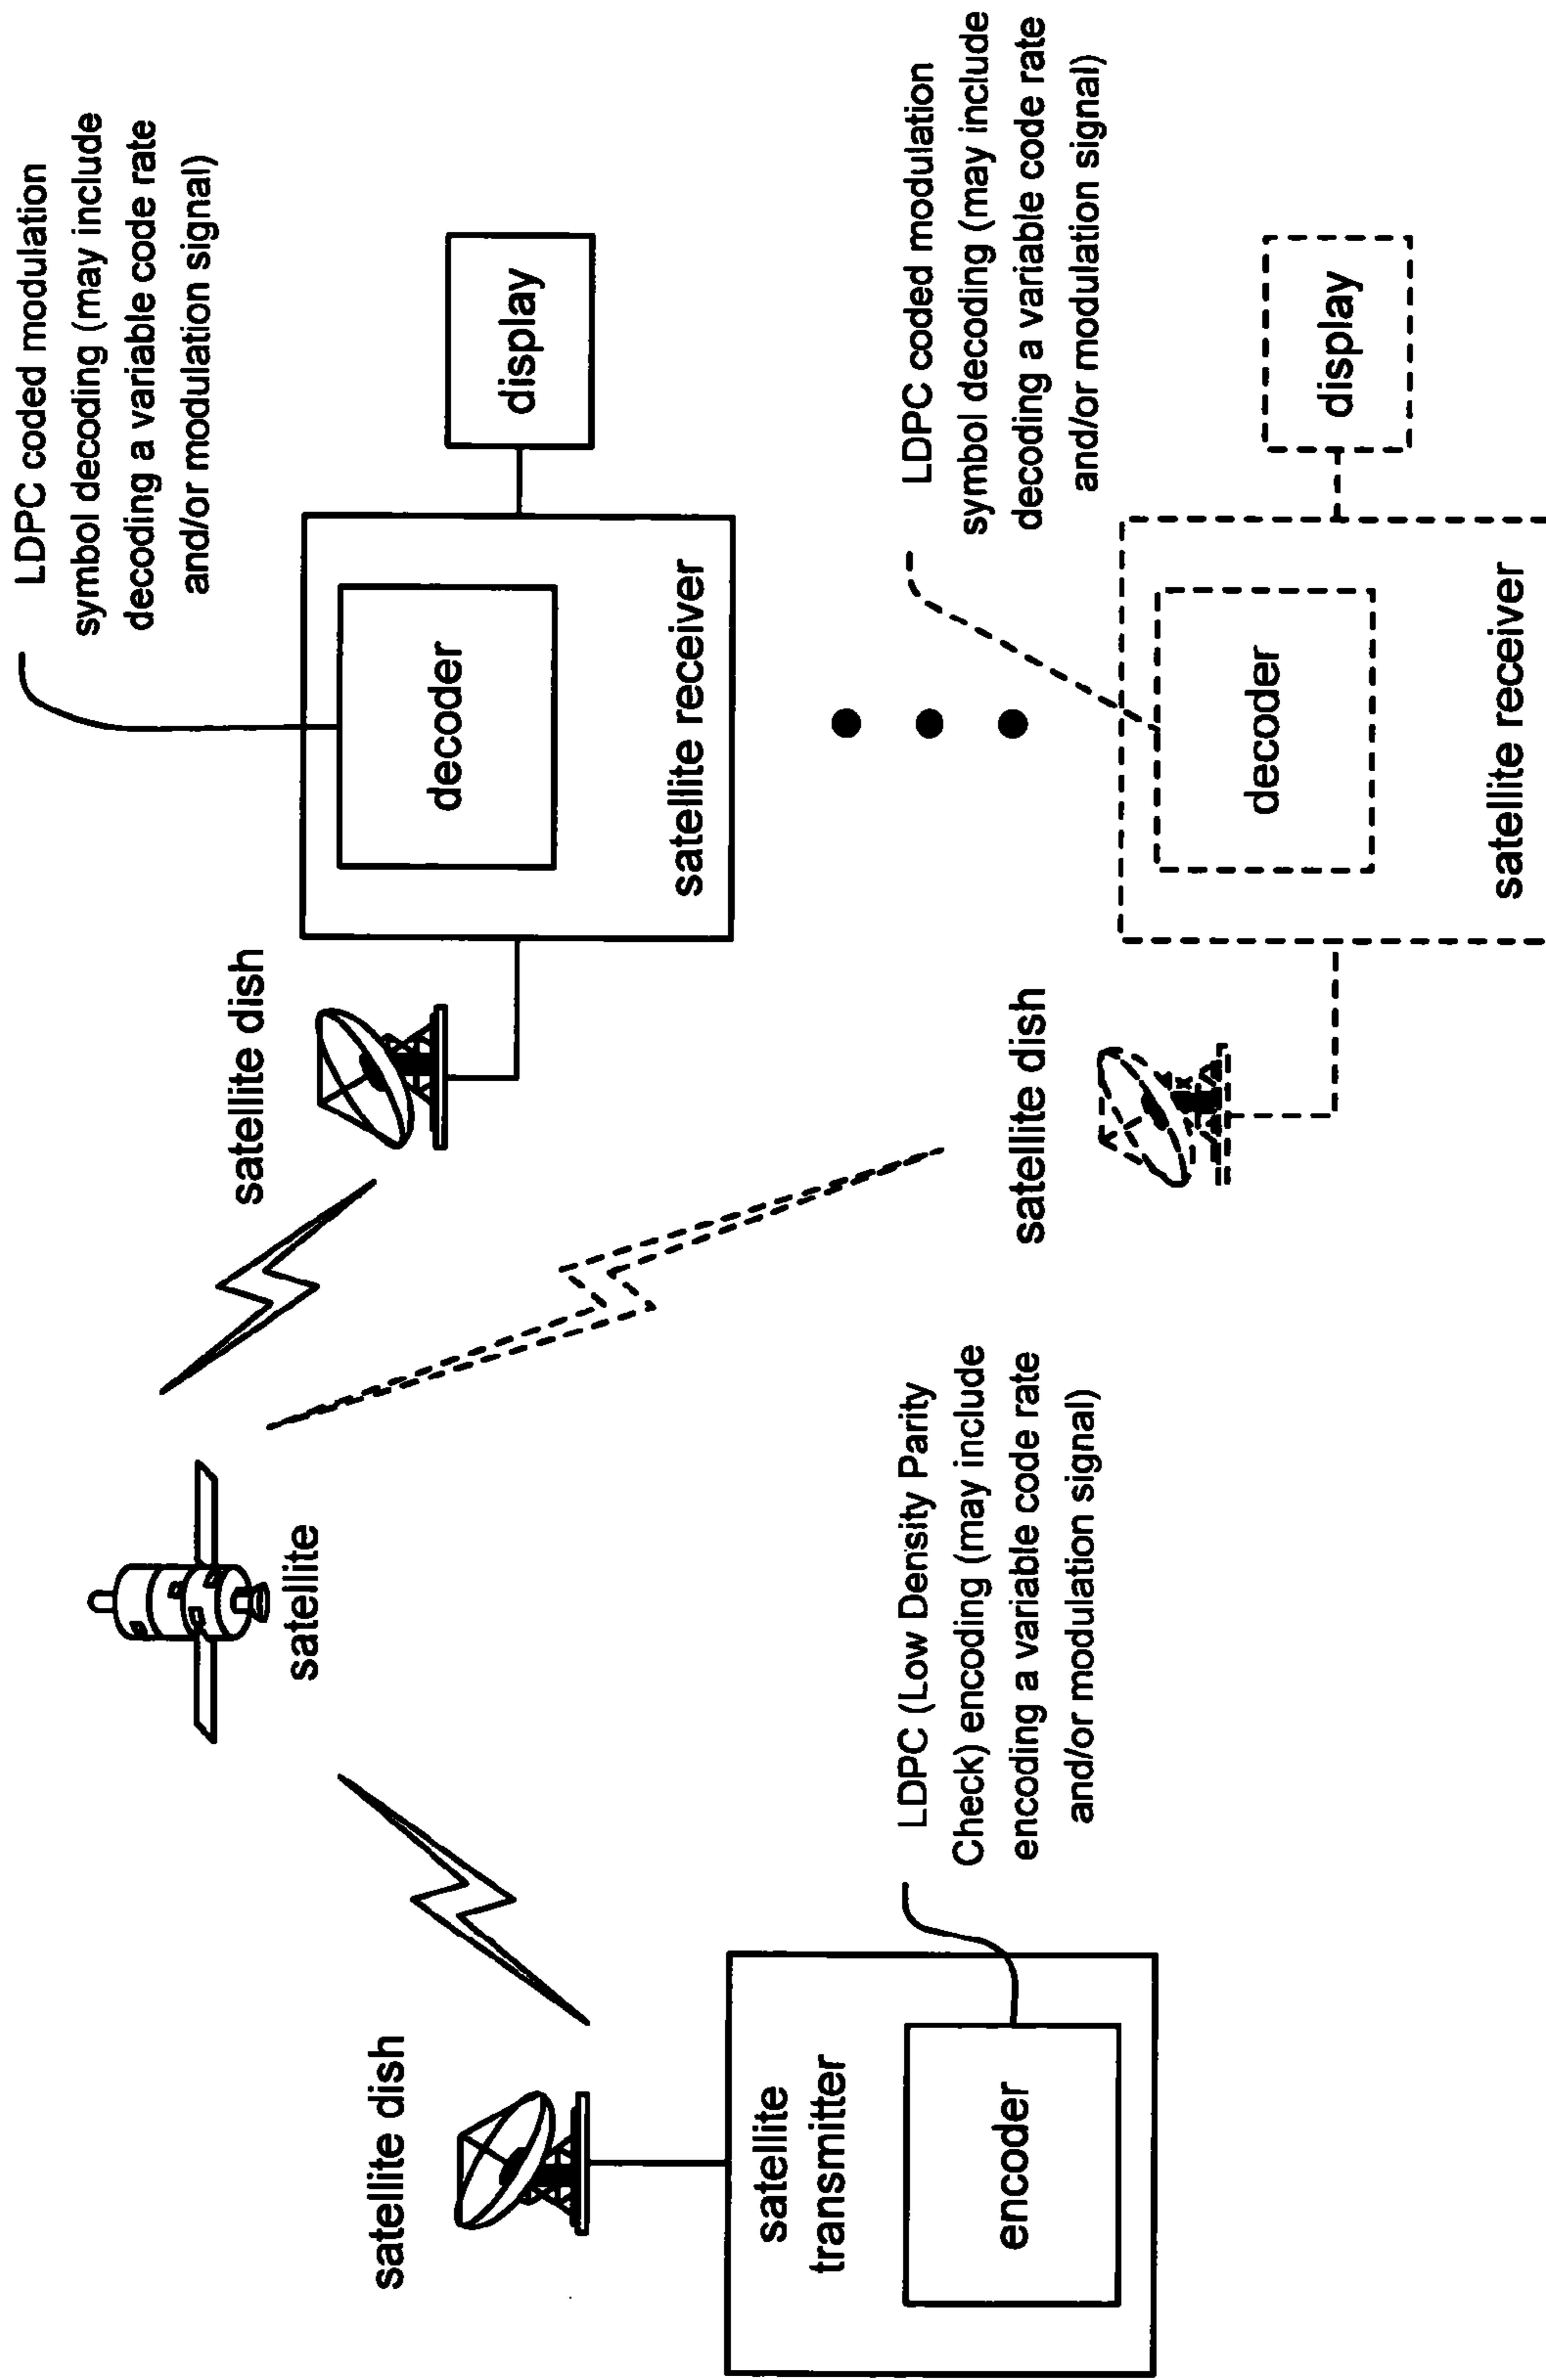 satellite dish
satellite
transmitter
encoder
LDPC (Low Density Parity
Check) encoding (may include
encoding a variable code rate
and/or modulation signal)
satellite
satellite dish
LDPC coded modulation
symbol decoding (may include
decoding a variable code rate
and/or modulation signal)
decoder
satellite receiver
display
satellite dish
LDPC coded modulation
symbol decoding (may include
decoding a variable code rate
and/or modulation signal)
decoder
satellite receiver
display